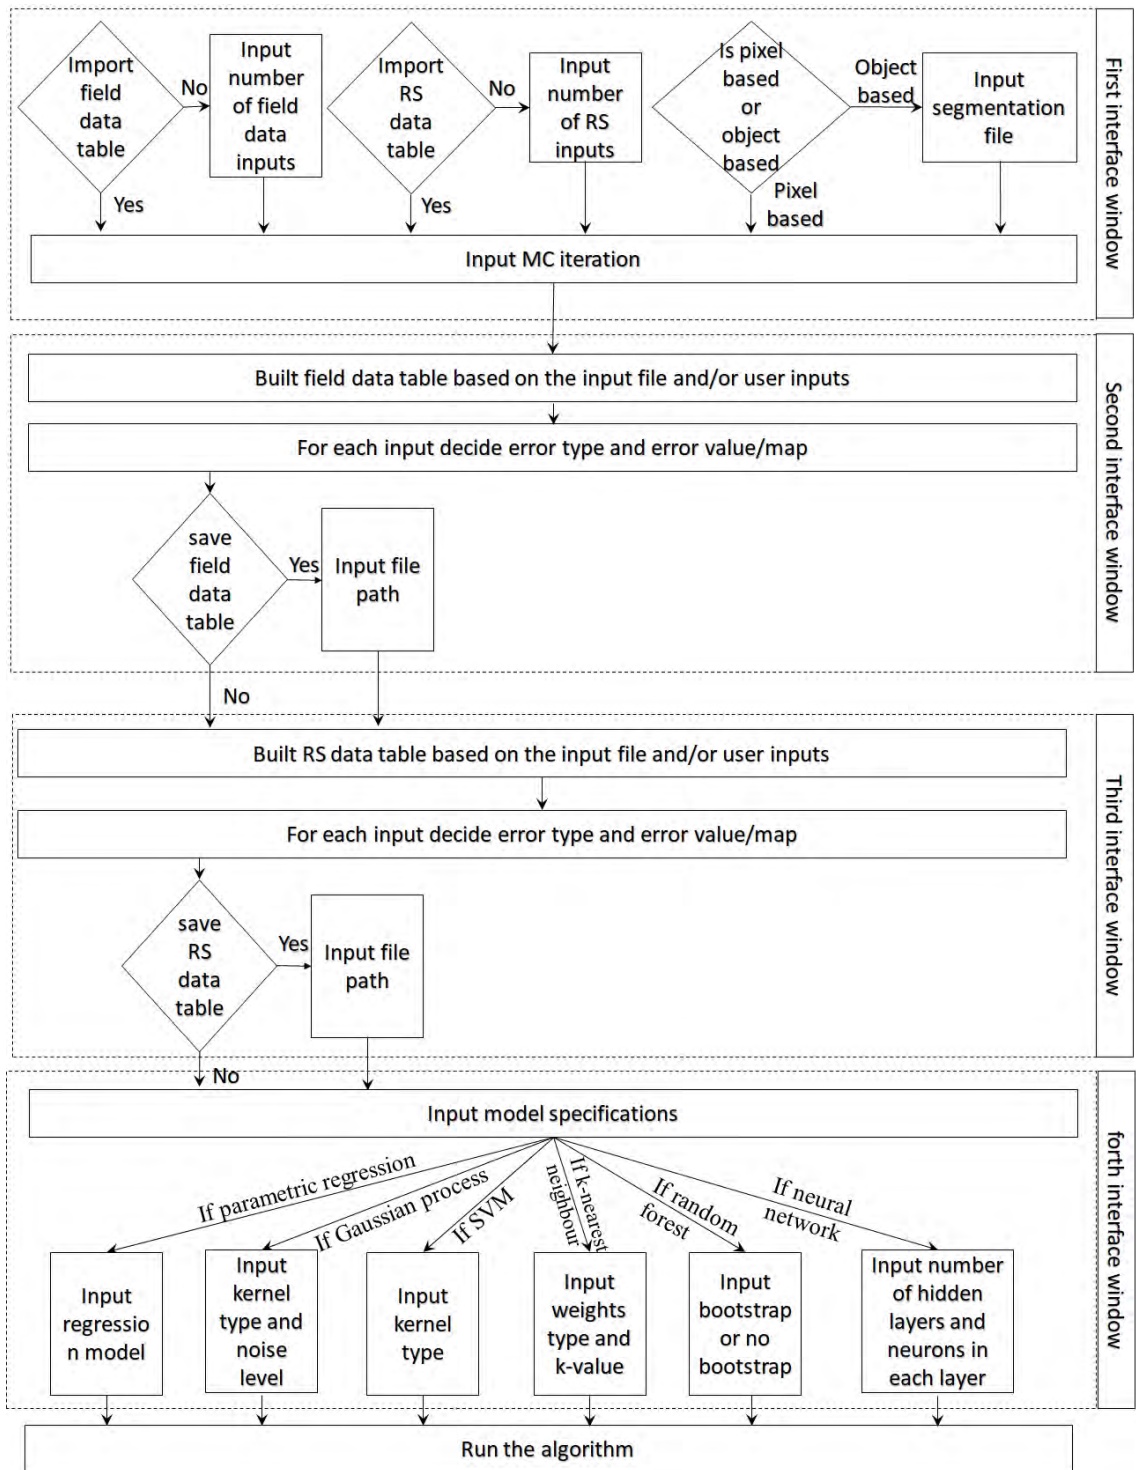 Import
field
data
table
No
Input
number
of field
data
inputs
Import
RS
data
table
No
Input
number
of RS
inputs
Is pixel
based
or
object
based
Object
based
Input
segmentation
file
Yes
Yes
Pixel
based
Input MC iteration
First interface window
Built field data table based on the input file and/or user inputs
For each input decide error type and error value/map
save
field
data
table
Yes
Input file
path
No
Second interface window
Built RS data table based on the input file and/or user inputs
For each input decide error type and error value/map
save
RS
data
table
Yes
Input file
path
No
Third interface window
Input model specifications
If parametric regression
If Gaussian process
If SVM
If k-nearest
neighbour
If random
forest
If neural
network
Input
regressio
n model
Input
kernel
type and
noise
level
Input
kernel
type
Input
weights
type and
k-value
Input
bootstrap
or no
bootstrap
Input number
of hidden
layers and
neurons in
each layer
forth interface window
Run the algorithm